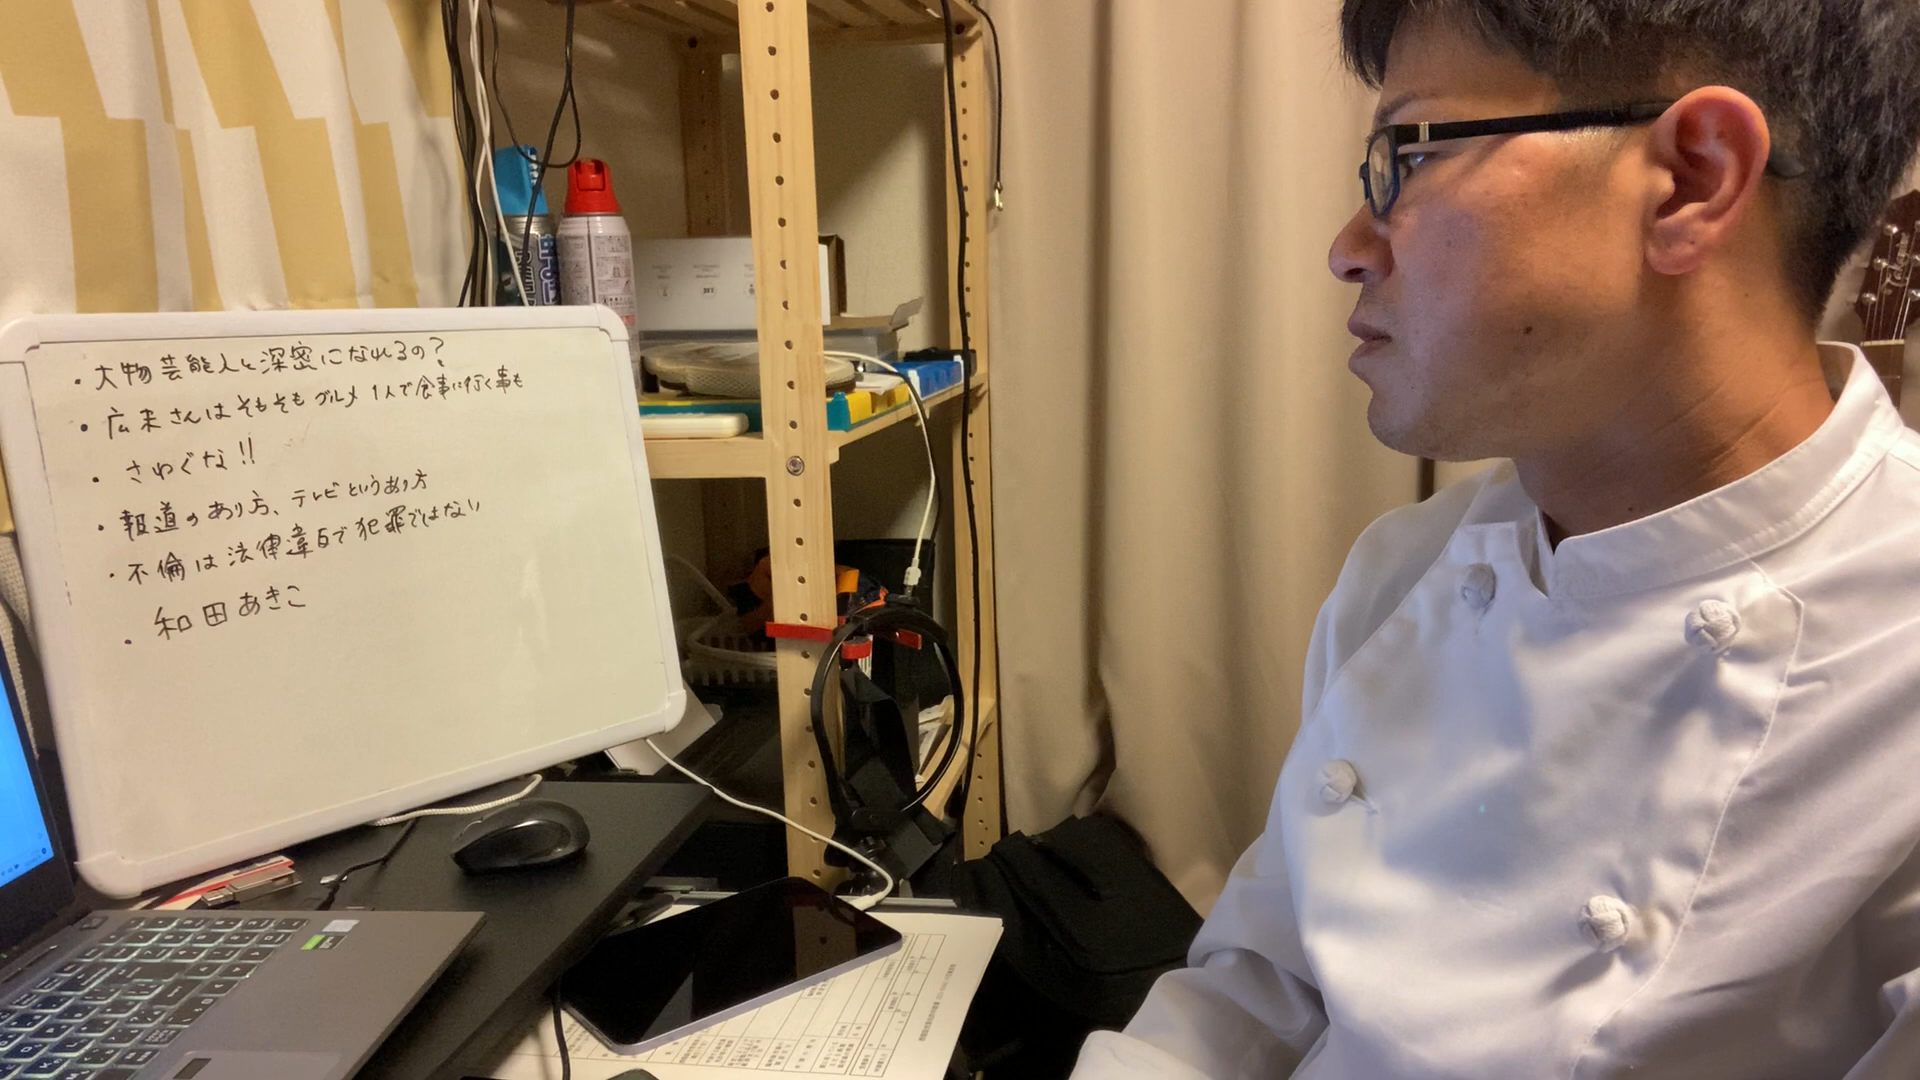 ・大物芸能人と深密になれるの?
・広末さんはそもそもグルメ 1人で食事に行く事も
・さわぐな!!
・報道のあり方、テレビというあり方
・不倫は法律違反で犯罪ではない
・和田あきこ